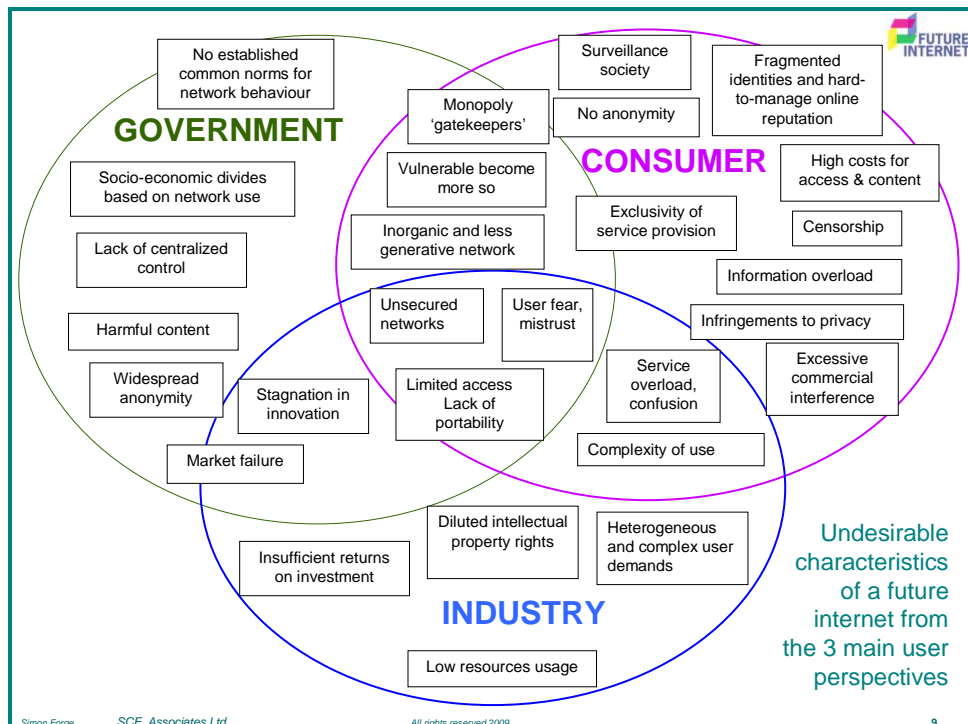 FUTURE
INTERNET
No established
common norms for
network behaviour
Surveillance
society
Fragmented
identities and hard-
to-manage online
reputation
Monopoly
‘gatekeepers’
No anonymity
GOVERNMENT
CONSUMER
High costs for
access & content
Vulnerable become
more so
Socio-economic divides
based on network use
Exclusivity of
service provision
Censorship
Inorganic and less
generative network
Lack of centralized
control
Information overload
Unsecured
networks
User fear,
mistrust
Infringements to privacy
Harmful content
Service
overload,
confusion
Excessive
commercial
interference
Widespread
anonymity
Stagnation in
innovation
Limited access
Lack of
portability
Market failure
Complexity of use
Diluted intellectual
property rights
Heterogeneous
and complex user
demands
Insufficient returns
on investment
INDUSTRY
Low resources usage
Undesirable
characteristics
of a future
internet from
the 3 main user
perspectives
Simon Forge SCF Associates Ltd All rights reserved 2009 9